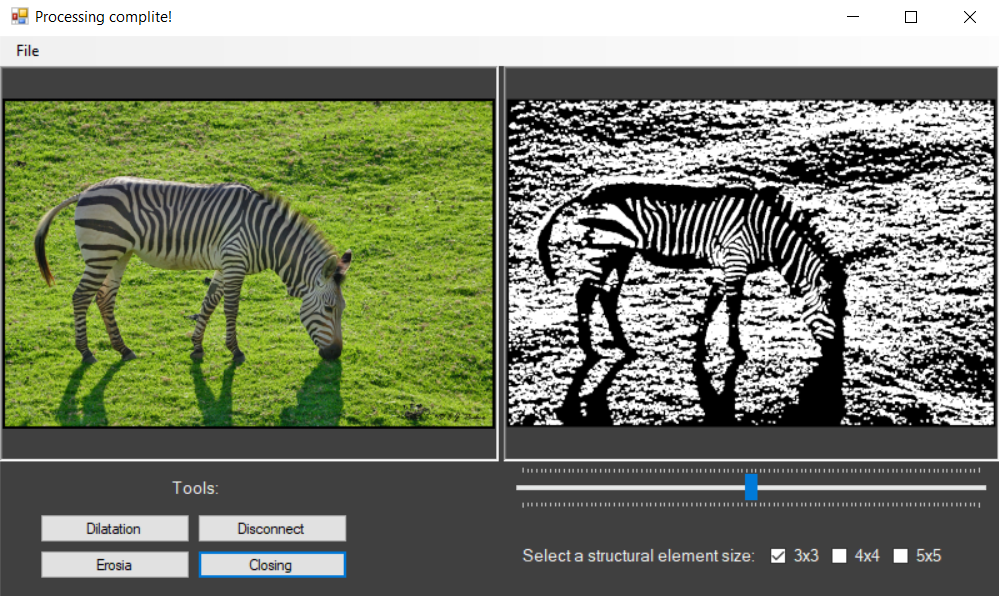 Processing complite!
File
Tools:
Dilatation Disconnect
Erosia Closing
Select a structural element size: 3x3 4x4 5x5